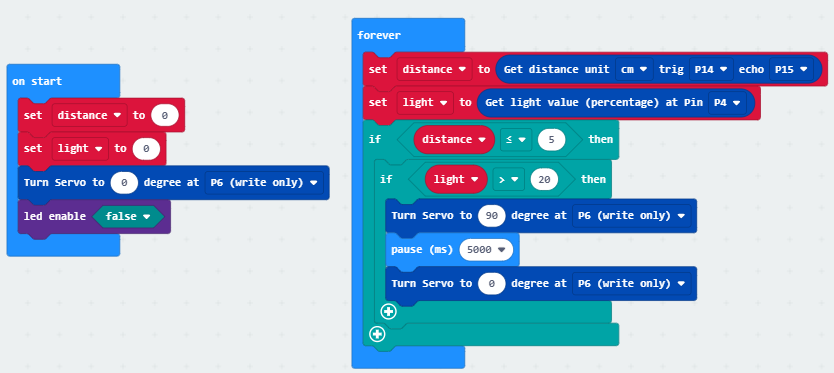 on start
set distance to 0
set light to 0
Turn Servo to 0 degree at P6 (write only)
led enable false
forever
set distance to Get distance unit cm trig P14 echo P15
set light to Get light value (percentage) at Pin P4
if distance ≤ 5 then
if light > 20 then
Turn Servo to 90 degree at P6 (write only)
pause (ms) 5000
Turn Servo to 0 degree at P6 (write only)